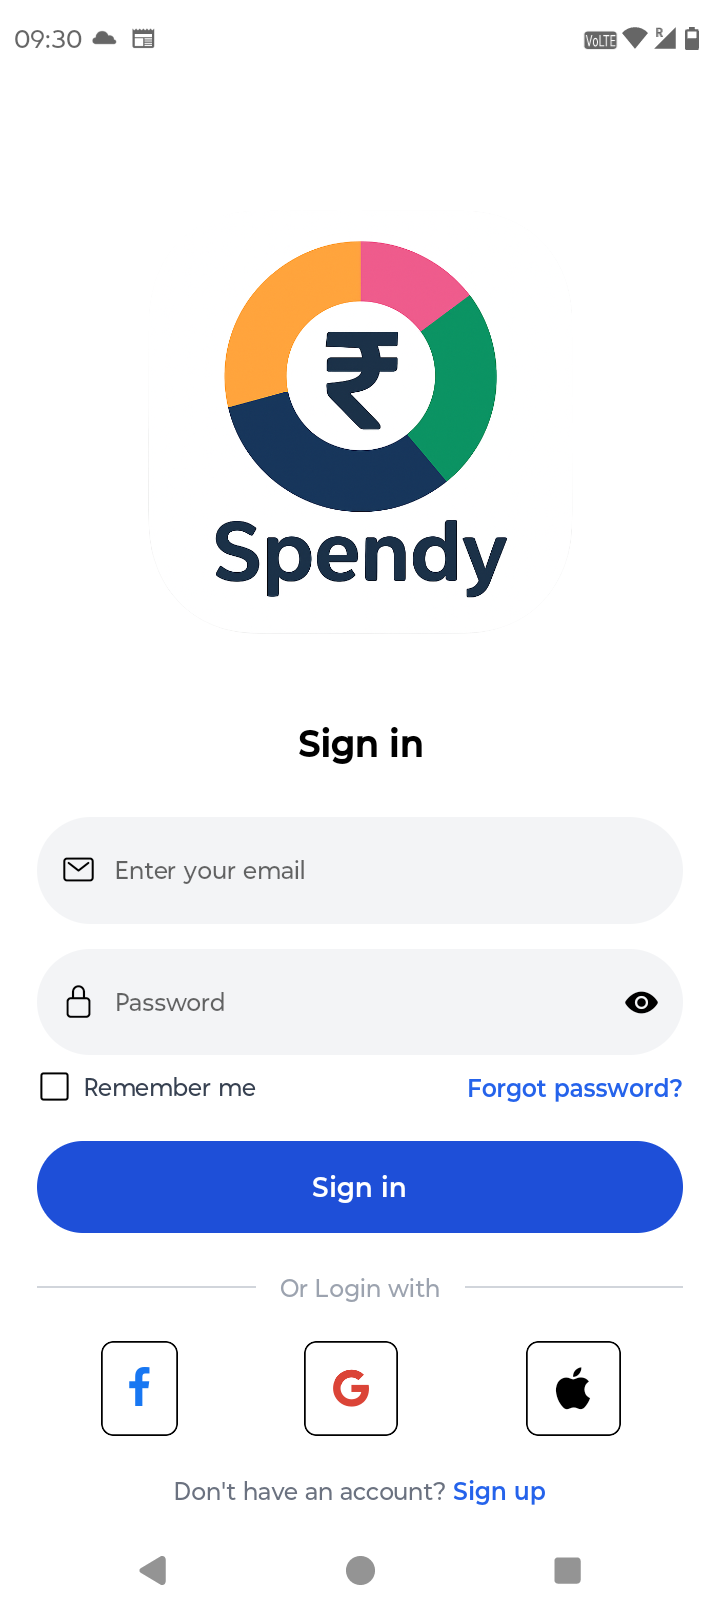 09:30
VoLTE
R
₹
Spendy
Sign in
Enter your email
Password
Remember me
Forgot password?
Sign in
Or Login with
f
G
Don't have an account? Sign up